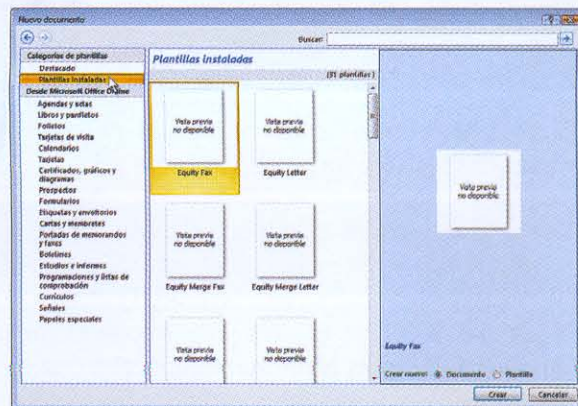 Nuevo documento
Buscar:
Categorías de plantillas
Destacado
Plantillas instaladas
Desde Microsoft Office Online
Agendas y actas
Libros y panfletos
Folletos
Tarjetas de visita
Calendarios
Tarjetas
Certificados, gráficos y
diagramas
Prospectos
Formularios
Etiquetas y envoltorios
Cartas y membretes
Portadas de memorandos
y faxes
Boletines
Estudios e informes
Programaciones y listas de
comprobación
Currículos
Señales
Papeles especiales
Plantillas instaladas
(31 plantillas)
Vista previa
no disponible
Equity Fax
Vista previa
no disponible
Equity Letter
Vista previa
no disponible
Equity Merge Fax
Vista previa
no disponible
Equity Merge Letter
Vista previa
no disponible
Vista previa
no disponible
Vista previa
no disponible
Equity Fax
Crear nuevo: Documento Plantilla
Crear Cancelar